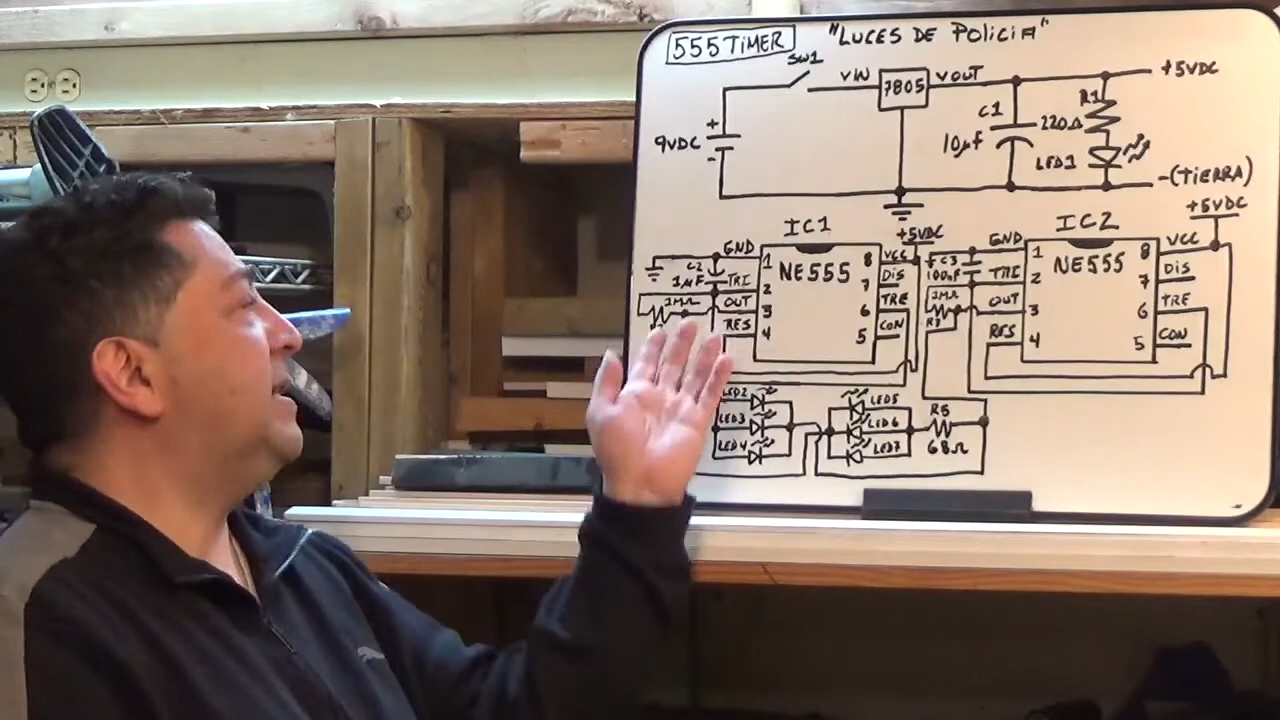 555 TIMER "LUCES DE POLICIA"
SW1
VIN 7805 VOUT +5VDC
+ 9VDC -
C1 10µf
R1 220Ω
LED1
-(TIERRA)
IC1
GND 1 8 VCC +5VDC
C2 1µF TRI 2 NE555 7 DIS
1MΩ OUT 3 6 TRE
RES 4 5 CON
IC2
GND 1 8 VCC +5VDC
C3 100nF TRI 2 NE555 7 DIS
1MΩ OUT 3 6 TRE
R3
RES 4 5 CON
LED2 LED5
LED3 LED6
LED4 LED7
R5
68Ω